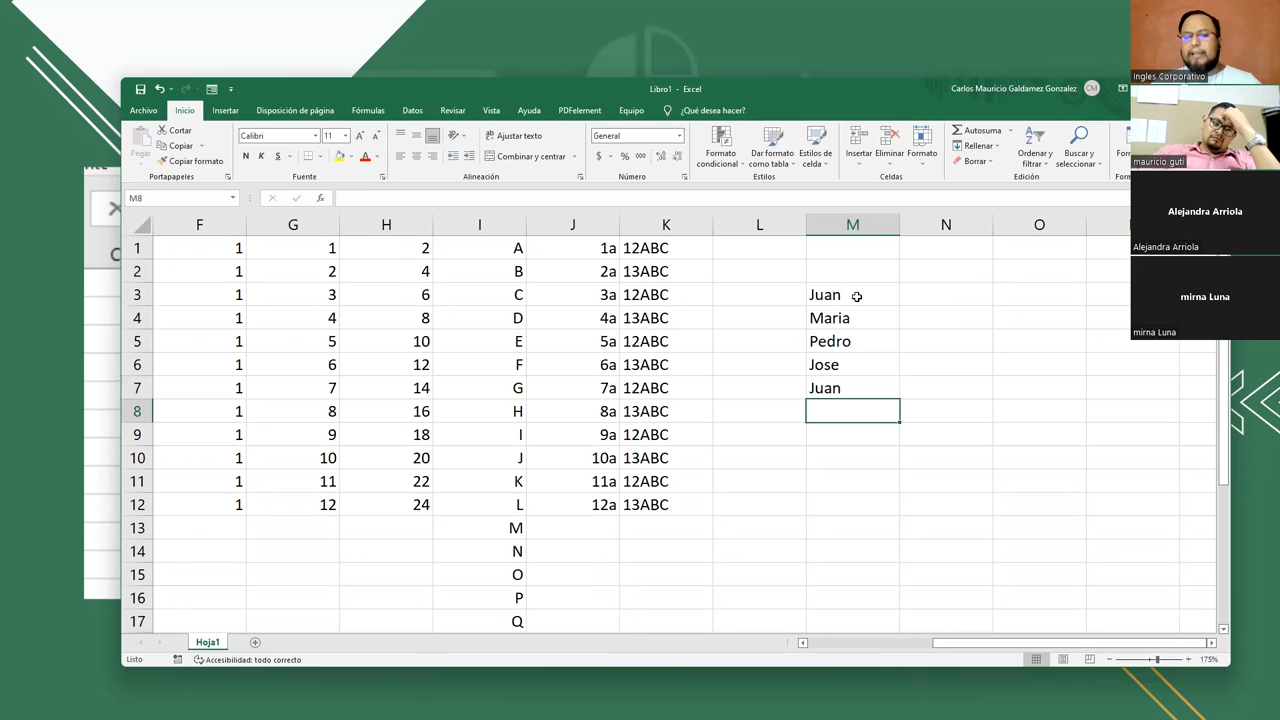 Libro1 - Excel
Carlos Mauricio Galdamez Gonzalez CM
Archivo Inicio Insertar Disposición de página Fórmulas Datos Revisar Vista Ayuda PDFelement Equipo ¿Qué desea hacer?
Pegar
Cortar
Copiar
Copiar formato
Portapapeles
Calibri 11
N K S
Fuente
Ajustar texto
Combinar y centrar
Alineación
General
$ % 000
Número
Formato condicional
Dar formato como tabla
Estilos de celda
Estilos
Insertar Eliminar Formato
Celdas
Autosuma
Rellenar
Borrar
Ordenar y filtrar
Buscar y seleccionar
Edición
M8 fx
F G H I J K L M N O
1 1 1 2 A 1a 12ABC
2 1 2 4 B 2a 13ABC
3 1 3 6 C 3a 12ABC Juan
4 1 4 8 D 4a 13ABC Maria
5 1 5 10 E 5a 12ABC Pedro
6 1 6 12 F 6a 13ABC Jose
7 1 7 14 G 7a 12ABC Juan
8 1 8 16 H 8a 13ABC
9 1 9 18 I 9a 12ABC
10 1 10 20 J 10a 13ABC
11 1 11 22 K 11a 12ABC
12 1 12 24 L 12a 13ABC
13 M
14 N
15 O
16 P
17 Q
Hoja1
Listo Accesibilidad: todo correcto 175%
Ingles Corporativo
mauricio guti
Alejandra Arriola
Alejandra Arriola
mirna Luna
mirna Luna